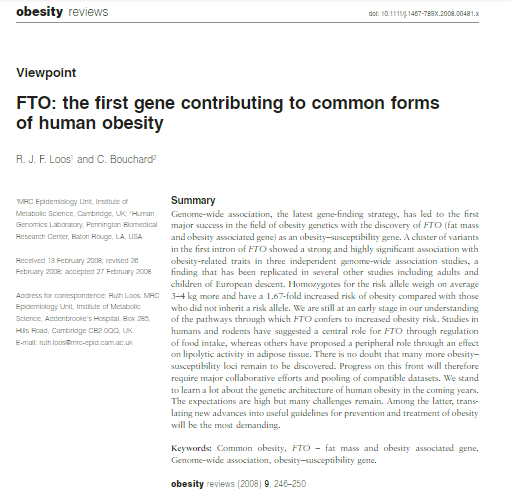 obesity reviews
doi: 10.1111/j.1467-789X.2008.00481.x
Viewpoint
FTO: the first gene contributing to common forms
of human obesity
R. J. F. Loos1 and C. Bouchard2
1MRC Epidemiology Unit, Institute of
Metabolic Science, Cambridge, UK; 2Human
Genomics Laboratory, Pennington Biomedical
Research Center, Baton Rouge, LA, USA
Received 13 February 2008; revised 26
February 2008; accepted 27 February 2008
Address for correspondence: Ruth Loos, MRC
Epidemiology Unit, Institute of Metabolic
Science, Addenbrooke's Hospital, Box 285,
Hills Road, Cambridge CB2 0QQ, UK.
E-mail: ruth.loos@mrc-epid.cam.ac.uk
Summary
Genome-wide association, the latest gene-finding strategy, has led to the first
major success in the field of obesity genetics with the discovery of FTO (fat mass
and obesity associated gene) as an obesity–susceptibility gene. A cluster of variants
in the first intron of FTO showed a strong and highly significant association with
obesity-related traits in three independent genome-wide association studies, a
finding that has been replicated in several other studies including adults and
children of European descent. Homozygotes for the risk allele weigh on average
3–4 kg more and have a 1.67-fold increased risk of obesity compared with those
who did not inherit a risk allele. We are still at an early stage in our understanding
of the pathways through which FTO confers to increased obesity risk. Studies in
humans and rodents have suggested a central role for FTO through regulation
of food intake, whereas others have proposed a peripheral role through an effect
on lipolytic activity in adipose tissue. There is no doubt that many more obesity–
susceptibility loci remain to be discovered. Progress on this front will therefore
require major collaborative efforts and pooling of compatible datasets. We stand
to learn a lot about the genetic architecture of human obesity in the coming years.
The expectations are high but many challenges remain. Among the latter, trans-
lating new advances into useful guidelines for prevention and treatment of obesity
will be the most demanding.
Keywords: Common obesity, FTO – fat mass and obesity associated gene,
Genome-wide association, obesity–susceptibility gene.
obesity reviews (2008) 9, 246–250